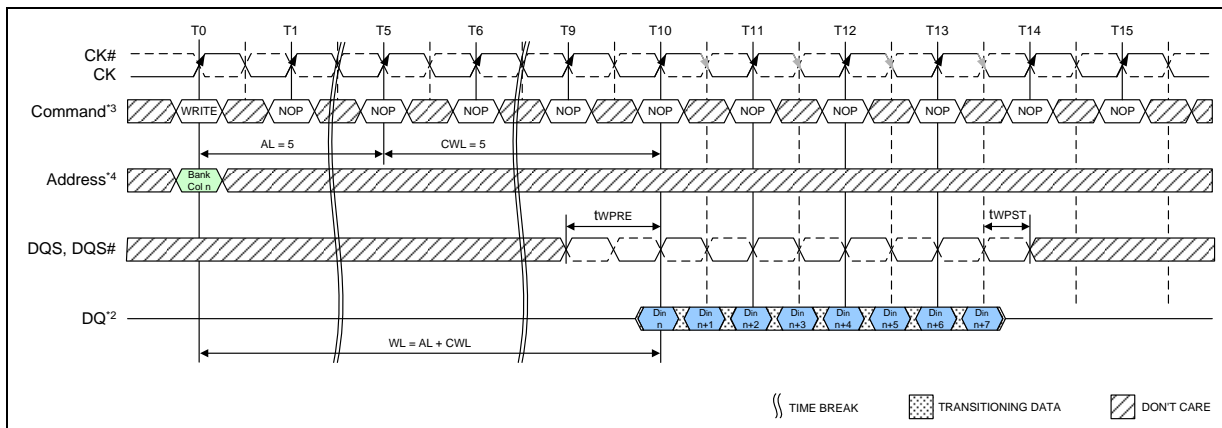 T0 T1 T5 T6 T9 T10 T11 T12 T13 T14 T15
CK#
CK
Command*3 WRITE NOP NOP NOP NOP NOP NOP NOP NOP NOP NOP
AL = 5 CWL = 5
Address*4 Bank Col n
tWPRE tWPST
DQS, DQS#
DQ*2 Din n Din n+1 Din n+2 Din n+3 Din n+4 Din n+5 Din n+6 Din n+7
WL = AL + CWL
TIME BREAK TRANSITIONING DATA DON'T CARE